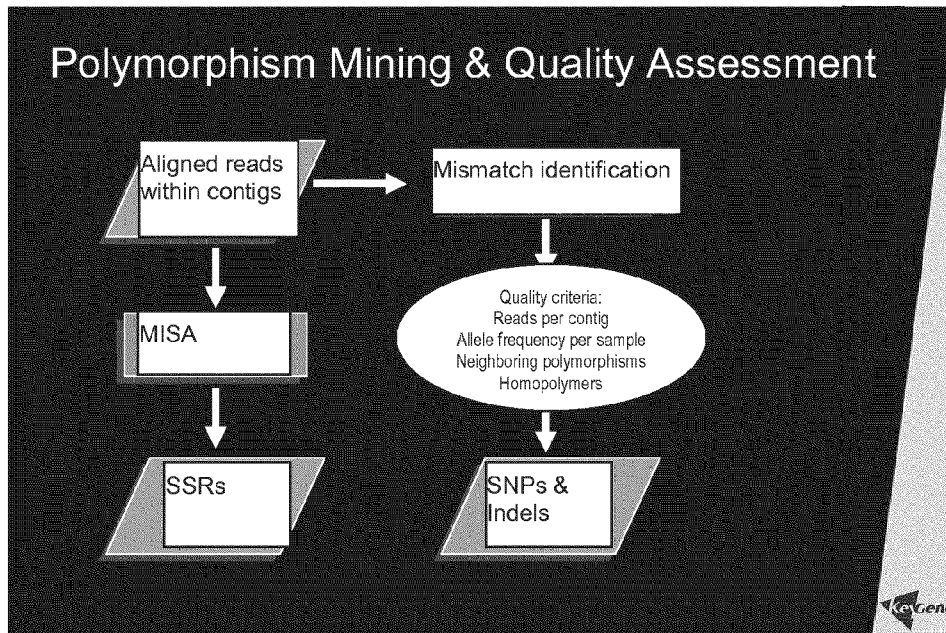 Polymorphism Mining & Quality Assessment
Aligned reads
within contigs
Mismatch identification
MISA
Quality criteria:
Reads per contig
Allele frequency per sample
Neighboring polymorphisms
Homopolymers
SSRs
SNPs &
Indels
KeyGene